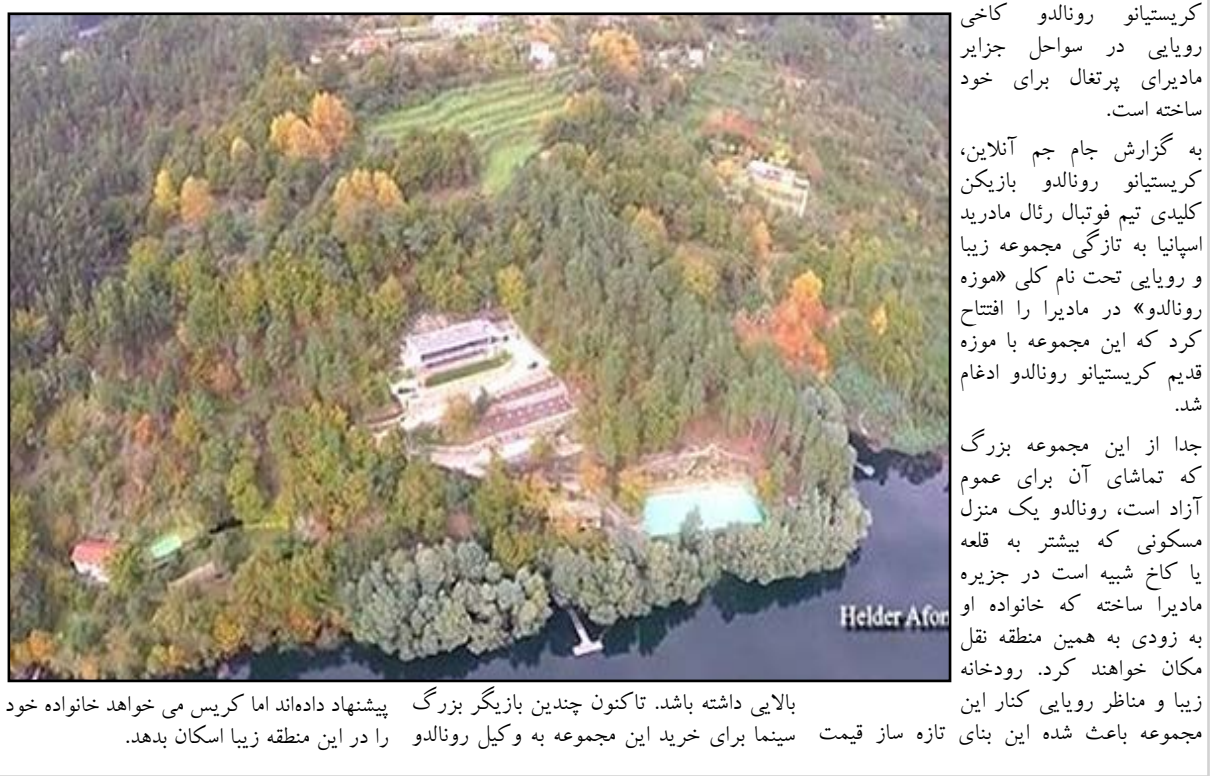 کریستیانو رونالدو کاخی
رویایی در سواحل جزایر
مادیرای پرتغال برای خود
ساخته است.
به گزارش جام جم آنلاین،
کریستیانو رونالدو بازیکن
کلیدی تیم فوتبال رئال مادرید
اسپانیا به تازگی مجموعه زیبا
و رویایی تحت نام کلی «موزه
رونالدو» در مادیرا را افتتاح
کرد که این مجموعه با موزه
قدیم کریستیانو رونالدو ادغام
شد.
جدا از این مجموعه بزرگ
که تماشای آن برای عموم
آزاد است، رونالدو یک منزل
مسکونی که بیشتر به قلعه
یا کاخ شبیه است در جزیره
مادیرا ساخته که خانواده او
به زودی به همین منطقه نقل
مکان خواهند کرد. رودخانه
زیبا و مناظر رویایی کنار این
مجموعه باعث شده این بنای تازه ساز قیمت
بالایی داشته باشد. تاکنون چندین بازیگر بزرگ
سینما برای خرید این مجموعه به وکیل رونالدو
پیشنهاد داده‌اند اما کریس می خواهد خانواده خود
را در این منطقه زیبا اسکان بدهد.
Helder Afon